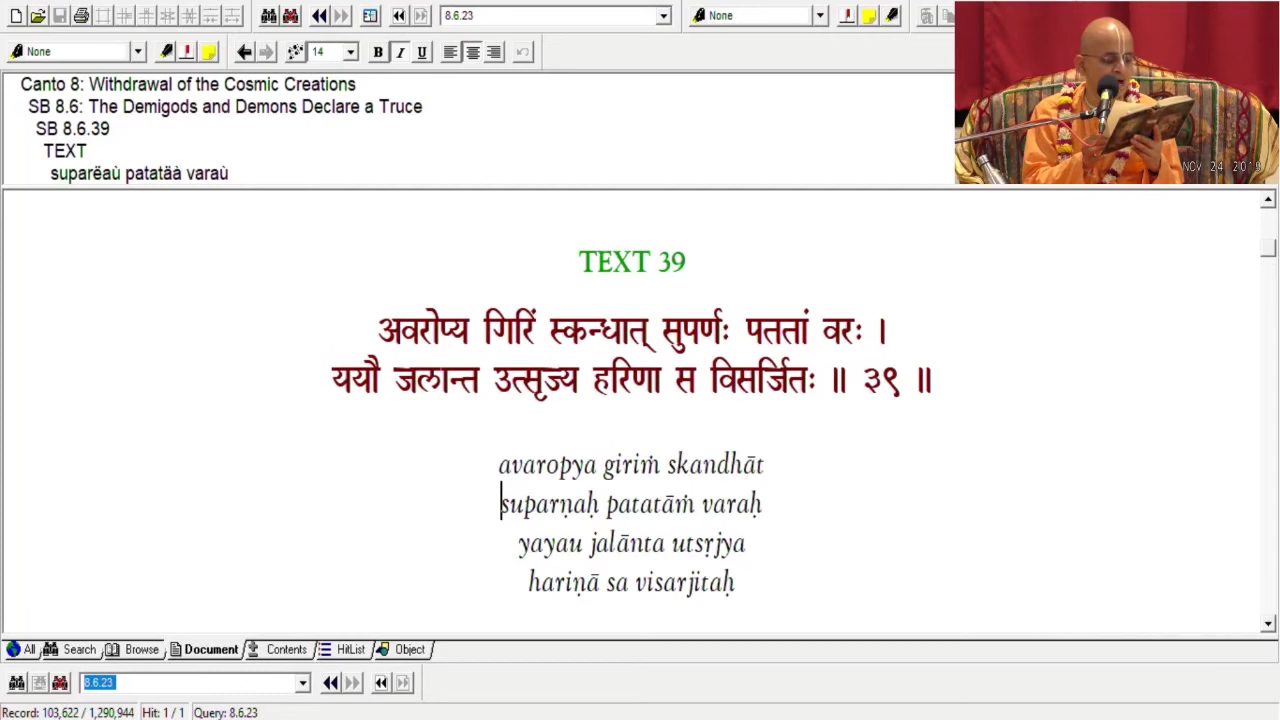 8.6.23
None
None
14
B I U
Canto 8: Withdrawal of the Cosmic Creations
SB 8.6: The Demigods and Demons Declare a Truce
SB 8.6.39
TEXT
suparëaù patatäà varaù
NOV 24 2019
TEXT 39
अवरोप्य गिरिं स्कन्धात् सुपर्णः पततां वरः ।
ययौ जलान्त उत्सृज्य हरिणा स विसर्जितः ॥ ३९ ॥
avaropya giriṁ skandhāt
suparṇaḥ patatāṁ varaḥ
yayau jalānta utsṛjya
hariṇā sa visarjitaḥ
All Search Browse Document Contents HitList Object
8.6.23
Record: 103,622 / 1,290,944 Hit: 1 / 1 Query: 8.6.23